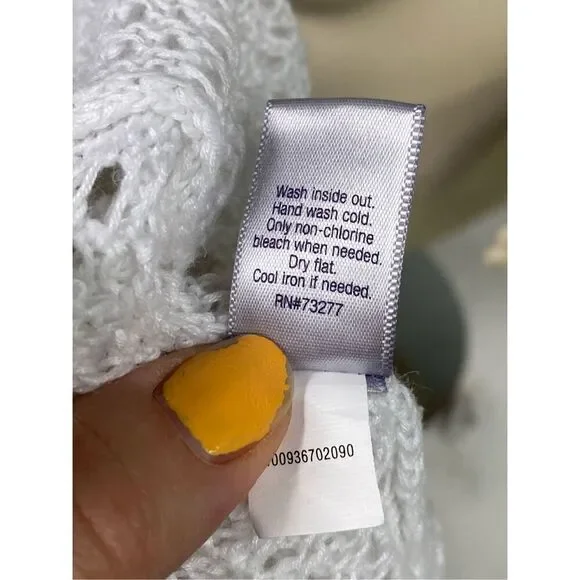 Wash inside out.
Hand wash cold.
Only non-chlorine
bleach when needed.
Dry flat.
Cool iron if needed.
RN#73277
00936702090